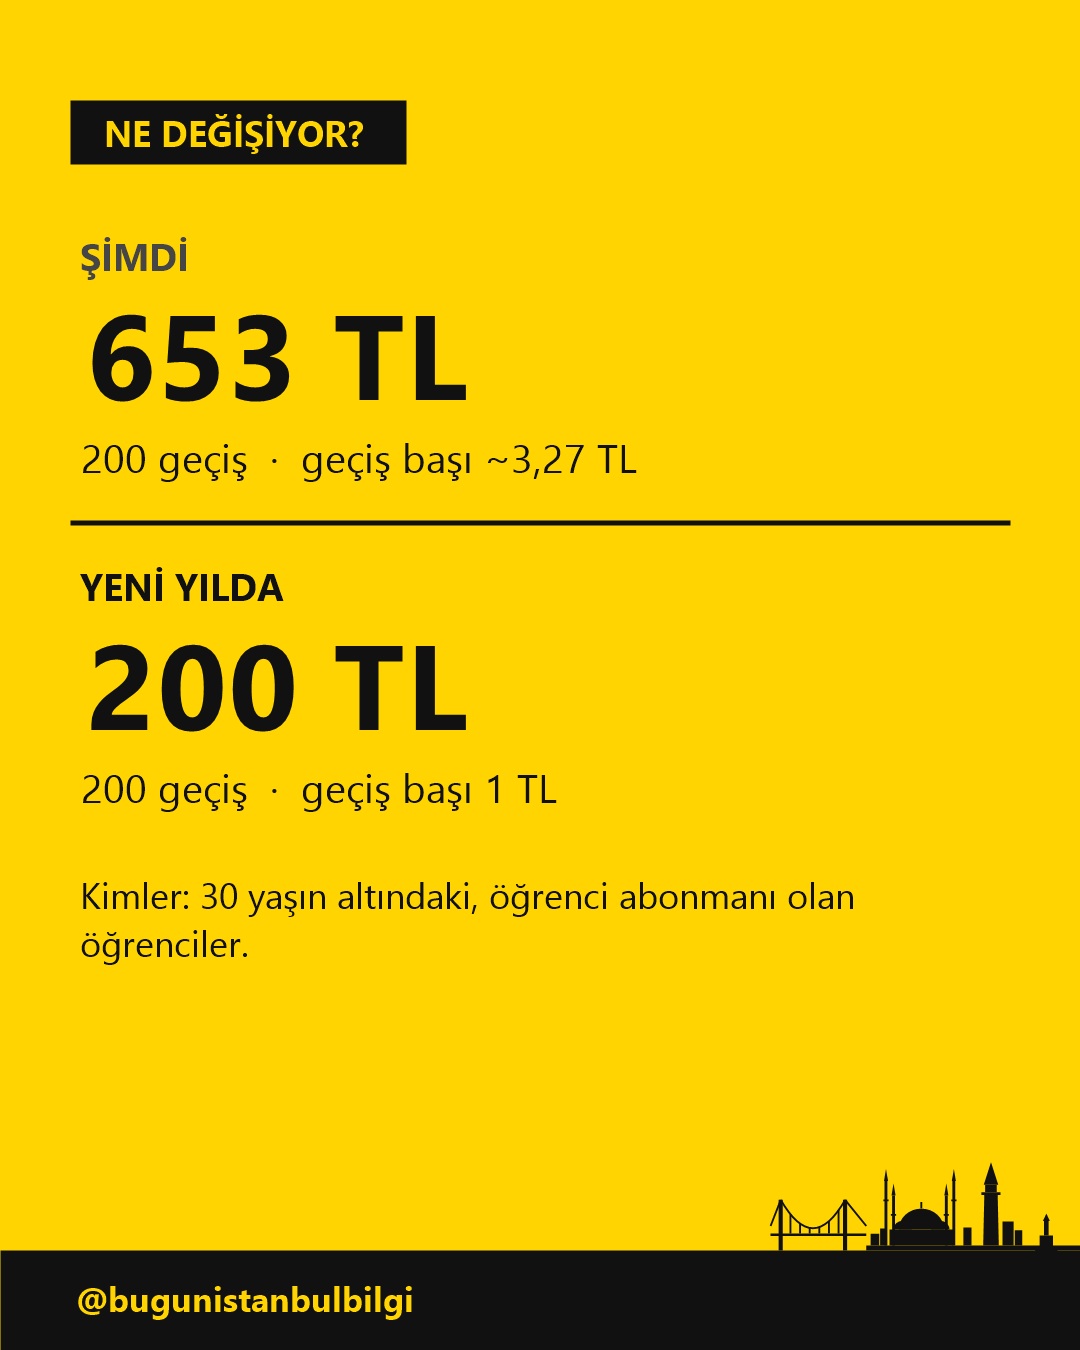 NE DEĞİŞİYOR?
ŞİMDİ
653 TL
200 geçiş · geçiş başı ~3,27 TL
YENİ YILDA
200 TL
200 geçiş · geçiş başı 1 TL
Kimler: 30 yaşın altındaki, öğrenci abonmanı olan
öğrenciler.
@bugunistanbulbilgi